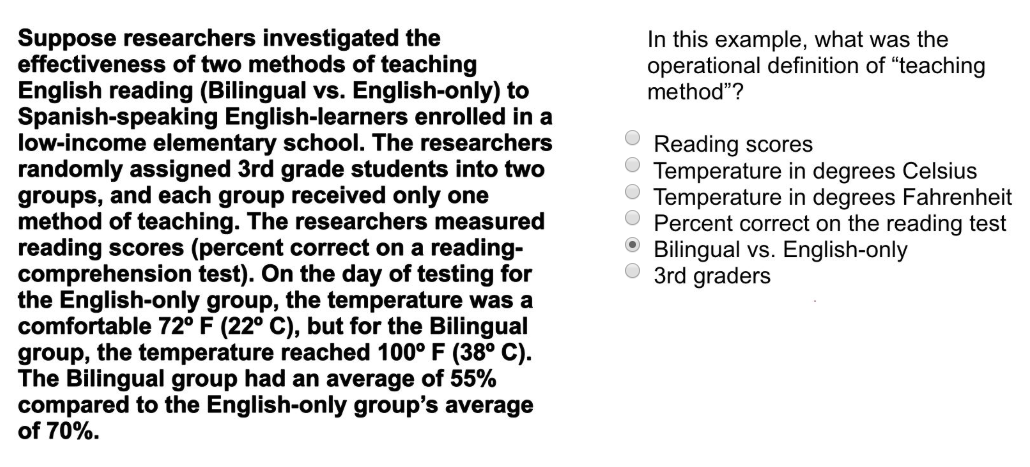 Suppose researchers investigated the
effectiveness of two methods of teaching
English reading (Bilingual vs. English-only) to
Spanish-speaking English-learners enrolled in a
low-income elementary school. The researchers
randomly assigned 3rd grade students into two
groups, and each group received only one
method of teaching. The researchers measured
reading scores (percent correct on a reading-
comprehension test). On the day of testing for
the English-only group, the temperature was a
comfortable 72º F (22º C), but for the Bilingual
group, the temperature reached 100º F (38º C).
The Bilingual group had an average of 55%
compared to the English-only group’s average
of 70%.
In this example, what was the
operational definition of “teaching
method”?
Reading scores
Temperature in degrees Celsius
Temperature in degrees Fahrenheit
Percent correct on the reading test
Bilingual vs. English-only
3rd graders